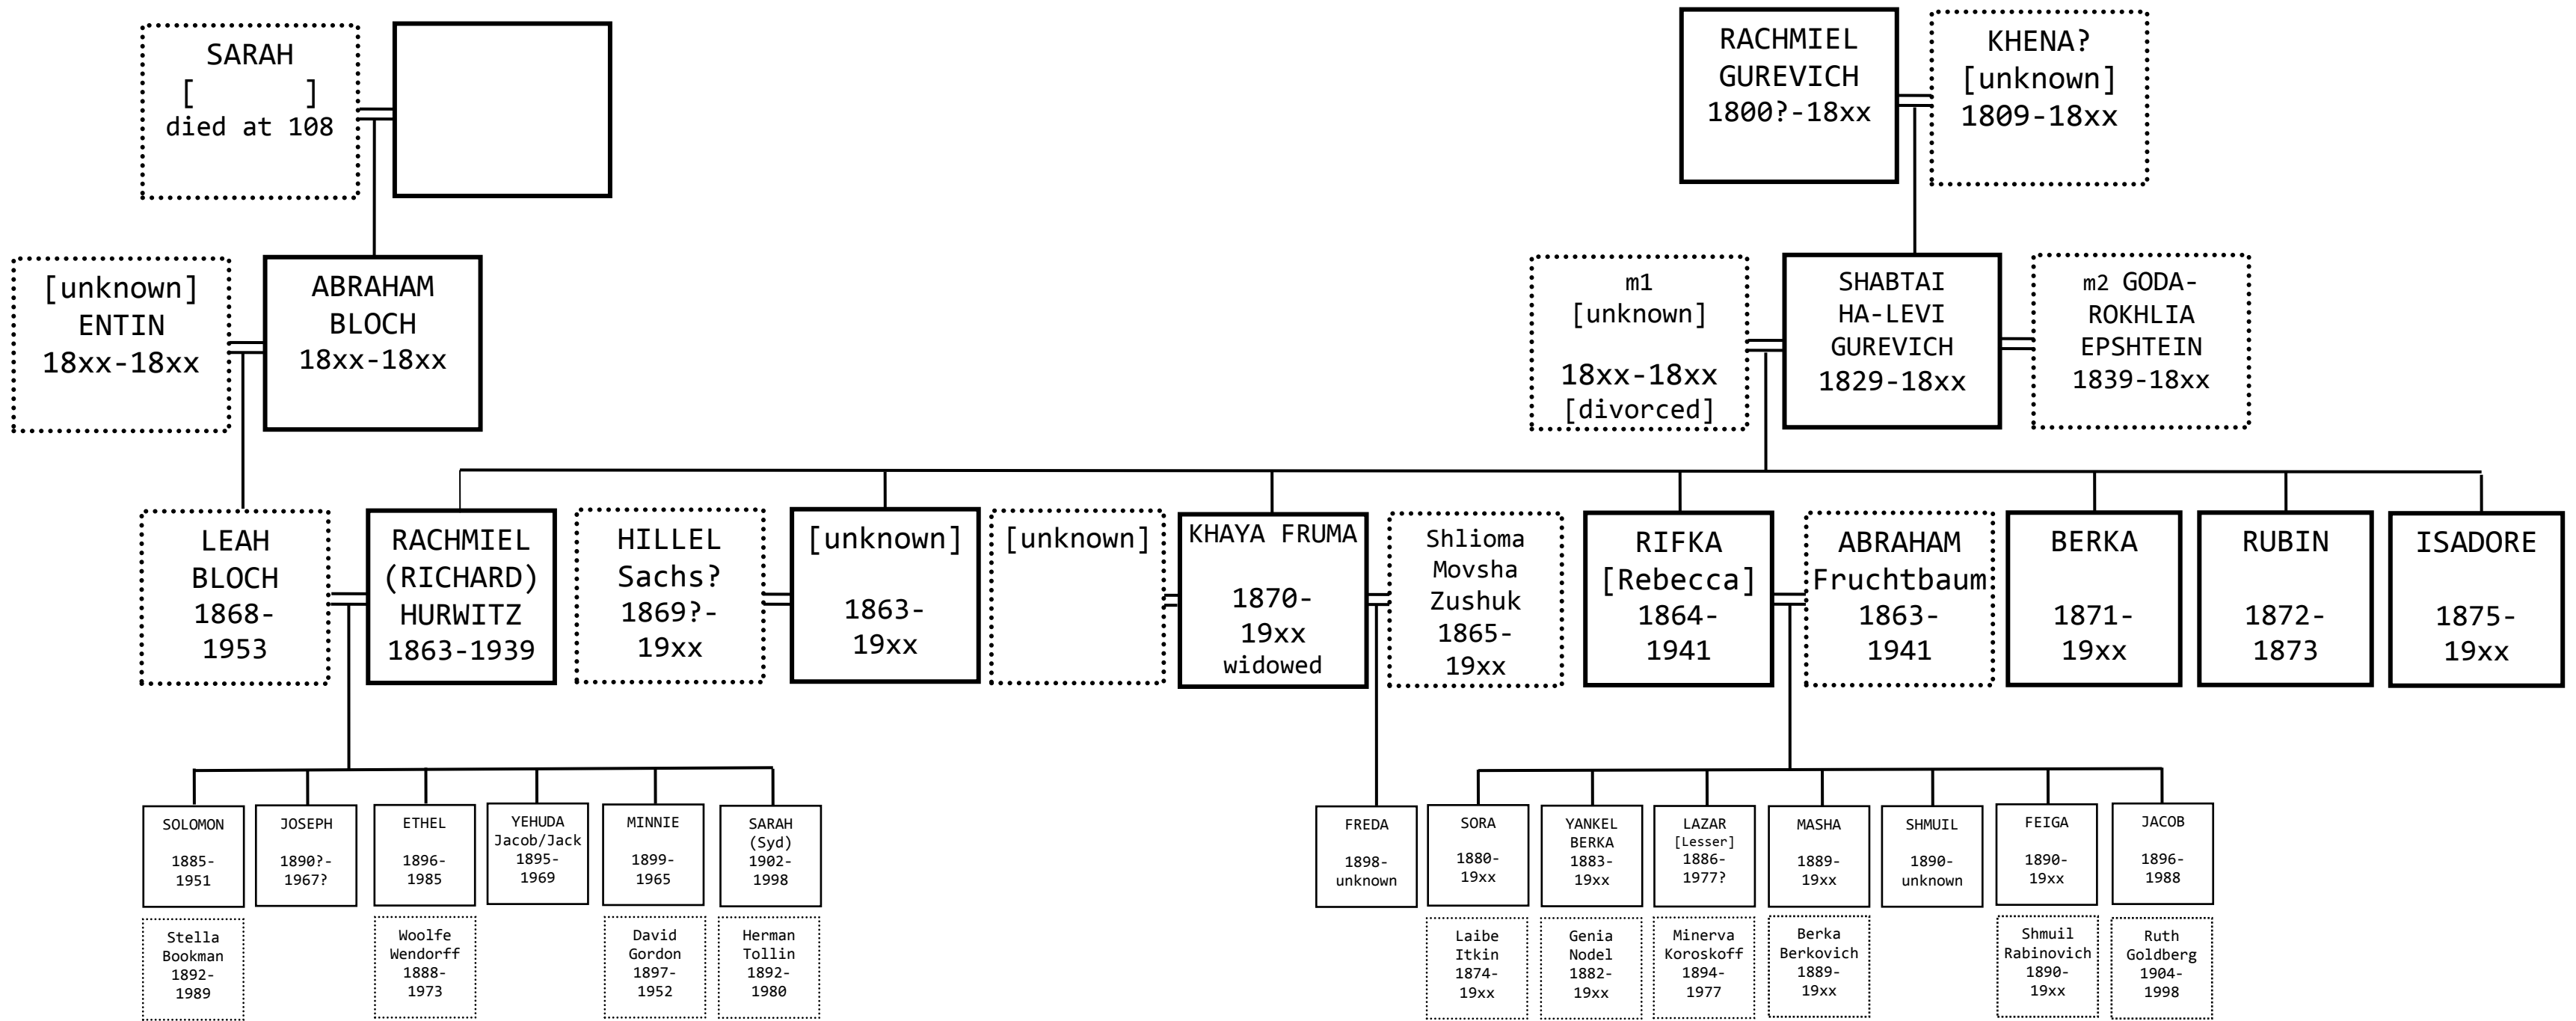 SARAH
[       ]
died at 108
RACHMIEL
GUREVICH
1800?-18xx
KHENA?
[unknown]
1809-18xx
[unknown]
ENTIN
18xx-18xx
ABRAHAM
BLOCH
18xx-18xx
m1
[unknown]
18xx-18xx
[divorced]
SHABTAI
HA-LEVI
GUREVICH
1829-18xx
m2 GODA-
ROKHLIA
EPSHTEIN
1839-18xx
LEAH
BLOCH
1868-
1953
RACHMIEL
(RICHARD)
HURWITZ
1863-1939
HILLEL
Sachs?
1869?-
19xx
[unknown]
1863-
19xx
[unknown]
KHAYA FRUMA
1870-
19xx
widowed
Shlioma
Movsha
Zushuk
1865-
19xx
RIFKA
[Rebecca]
1864-
1941
ABRAHAM
Fruchtbaum
1863-
1941
BERKA
1871-
19xx
RUBIN
1872-
1873
ISADORE
1875-
19xx
SOLOMON
1885-
1951
JOSEPH
1890?-
1967?
ETHEL
1896-
1985
YEHUDA
Jacob/Jack
1895-
1969
MINNIE
1899-
1965
SARAH
(Syd)
1902-
1998
FREDA
1898-
unknown
SORA
1880-
19xx
YANKEL
BERKA
1883-
19xx
LAZAR
[Lesser]
1886-
1977?
MASHA
1889-
19xx
SHMUIL
1890-
unknown
FEIGA
1890-
19xx
JACOB
1896-
1988
Stella
Bookman
1892-
1989
Woolfe
Wendorff
1888-
1973
David
Gordon
1897-
1952
Herman
Tollin
1892-
1980
Laibe
Itkin
1874-
19xx
Genia
Nodel
1882-
19xx
Minerva
Koroskoff
1894-
1977
Berka
Berkovich
1889-
19xx
Shmuil
Rabinovich
1890-
19xx
Ruth
Goldberg
1904-
1998